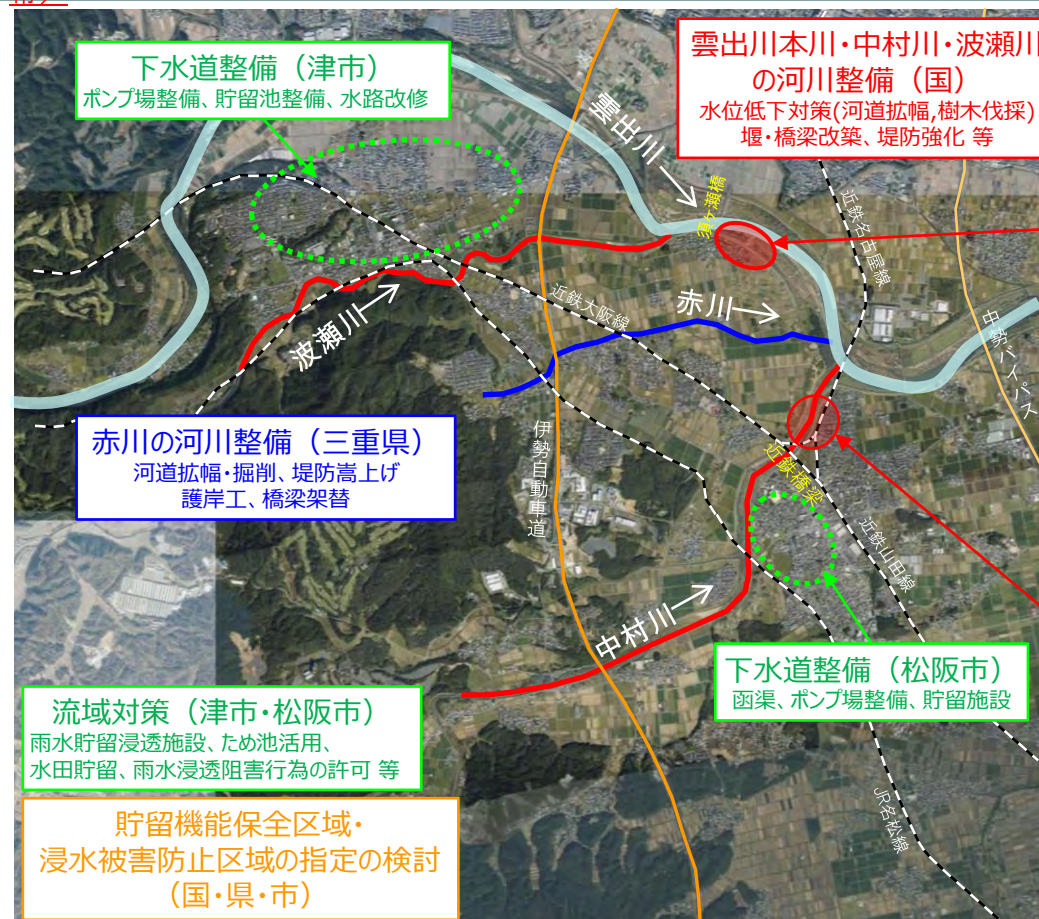 下水道整備（津市）
ポンプ場整備、貯留池整備、水路改修
雲出川本川・中村川・波瀬川
の河川整備（国）
水位低下対策(河道拡幅,樹木伐採)
堰・橋梁改築、堤防強化 等
雲出川
須ヶ瀬橋
近鉄名古屋線
中勢バイパス
波瀬川
近鉄大阪線
赤川
赤川の河川整備（三重県）
河道拡幅・掘削、堤防嵩上げ
護岸工、橋梁架替
伊勢自動車道
近鉄橋梁
近鉄山田線
中村川
下水道整備（松阪市）
函渠、ポンプ場整備、貯留施設
流域対策（津市・松阪市）
雨水貯留浸透施設、ため池活用、
水田貯留、雨水浸透阻害行為の許可 等
JR名松線
貯留機能保全区域・
浸水被害防止区域の指定の検討
（国・県・市）